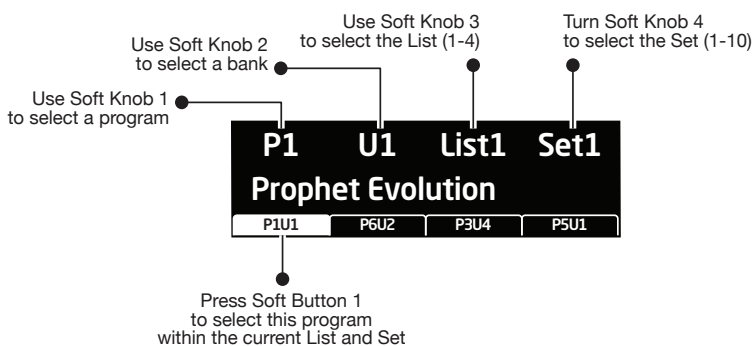 Use Soft Knob 1
to select a program
Use Soft Knob 2
to select a bank
Use Soft Knob 3
to select the List (1-4)
Turn Soft Knob 4
to select the Set (1-10)
P1 U1 List1 Set1
Prophet Evolution
P1U1 P6U2 P3U4 P5U1
Press Soft Button 1
to select this program
within the current List and Set